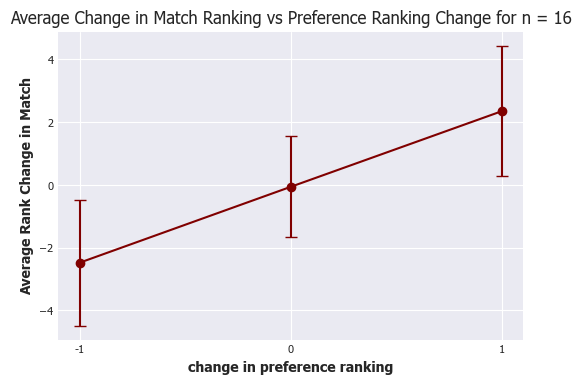 Average Change in Match Ranking vs Preference Ranking Change for n = 16
Average Rank Change in Match
4
2
0
−2
−4
-1
0
1
change in preference ranking